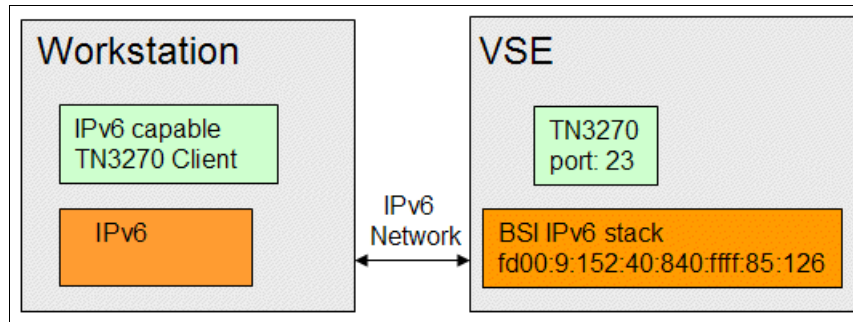 Workstation
IPv6 capable
TN3270 Client
IPv6
IPv6
Network
VSE
TN3270
port: 23
BSI IPv6 stack
fd00:9:152:40:840:ffff:85:126